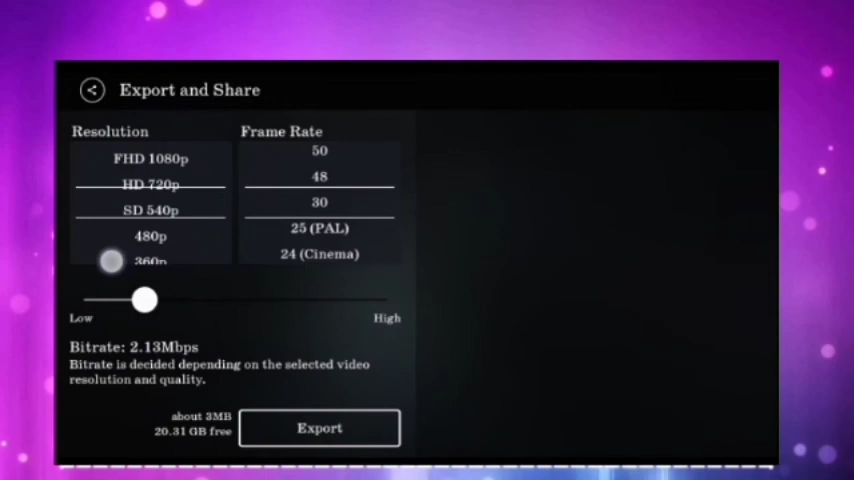 Export and Share
Resolution
Frame Rate
FHD 1080p
HD 720p
SD 540p
480p
360p
50
48
30
25 (PAL)
24 (Cinema)
Low
High
Bitrate: 2.13Mbps
Bitrate is decided depending on the selected video
resolution and quality.
about 3MB
20.31 GB free
Export